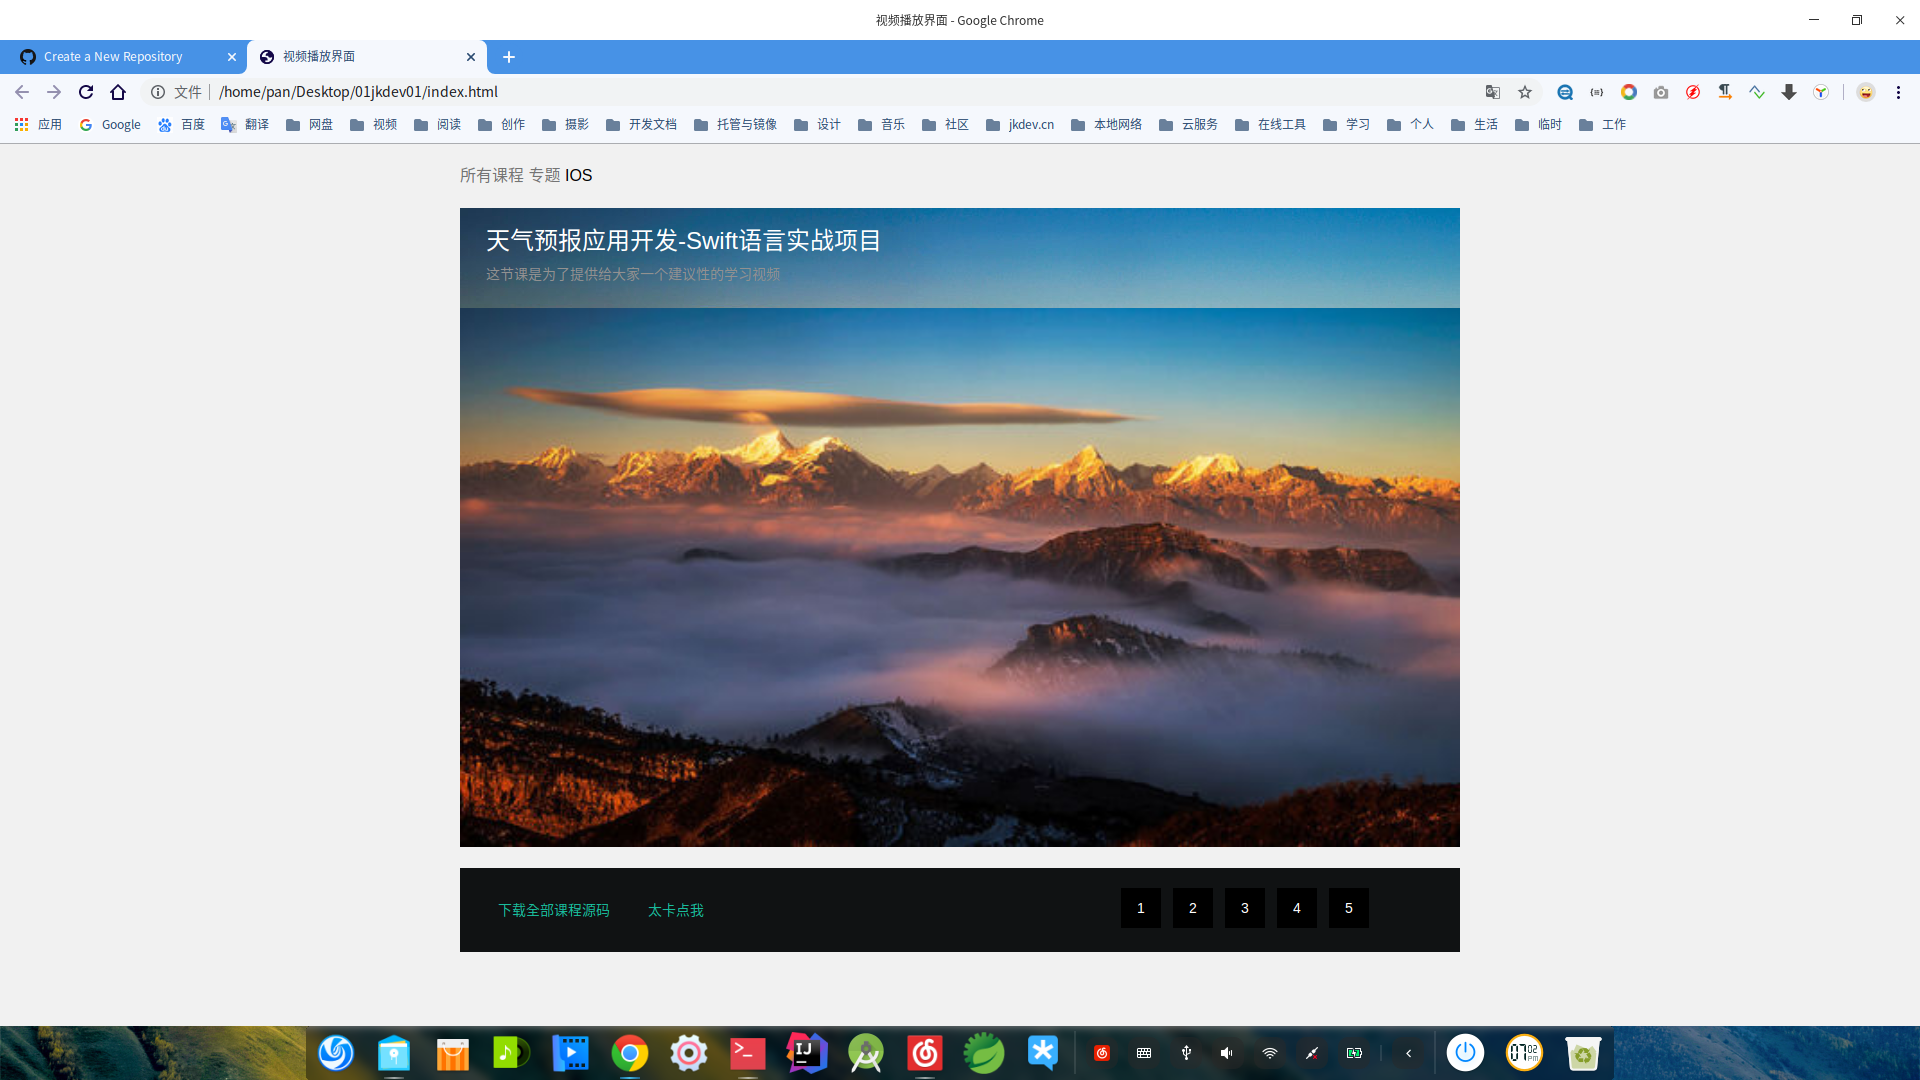 视频播放界面 - Google Chrome
Create a New Repository
视频播放界面
文件 /home/pan/Desktop/01jkdev01/index.html
应用 Google 百度 翻译 网盘 视频 阅读 创作 摄影 开发文档 托管与镜像 设计 音乐 社区 jkdev.cn 本地网络 云服务 在线工具 学习 个人 生活 临时 工作
所有课程 专题 IOS
天气预报应用开发-Swift语言实战项目
这节课是为了提供给大家一个建议性的学习视频
下载全部课程源码 太卡点我 1 2 3 4 5
IJ 07 02 PM